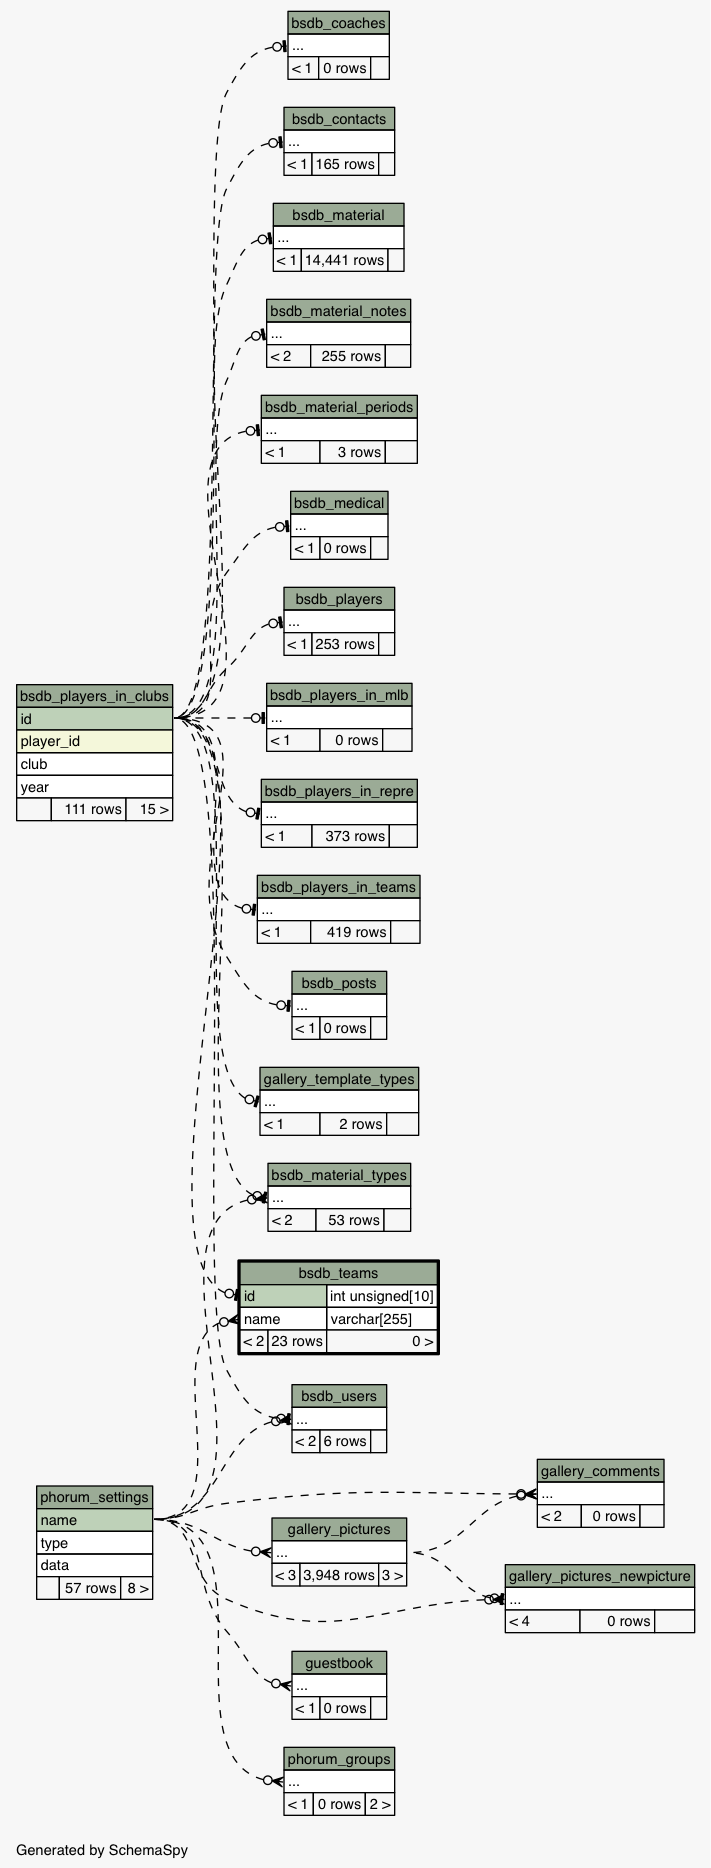 bsdb_coaches
...
< 1 0 rows
bsdb_contacts
...
< 1 165 rows
bsdb_material
...
< 1 14,441 rows
bsdb_material_notes
...
< 2 255 rows
bsdb_material_periods
...
< 1 3 rows
bsdb_medical
...
< 1 0 rows
bsdb_players
...
< 1 253 rows
bsdb_players_in_clubs
id
player_id
club
year
111 rows 15 >
bsdb_players_in_mlb
...
< 1 0 rows
bsdb_players_in_repre
...
< 1 373 rows
bsdb_players_in_teams
...
< 1 419 rows
bsdb_posts
...
< 1 0 rows
gallery_template_types
...
< 1 2 rows
bsdb_material_types
...
< 2 53 rows
bsdb_teams
id int unsigned[10]
name varchar[255]
< 2 23 rows 0 >
bsdb_users
...
< 2 6 rows
phorum_settings
name
type
data
57 rows 8 >
gallery_comments
...
< 2 0 rows
gallery_pictures
...
< 3 3,948 rows 3 >
gallery_pictures_newpicture
...
< 4 0 rows
guestbook
...
< 1 0 rows
phorum_groups
...
< 1 0 rows 2 >
Generated by SchemaSpy